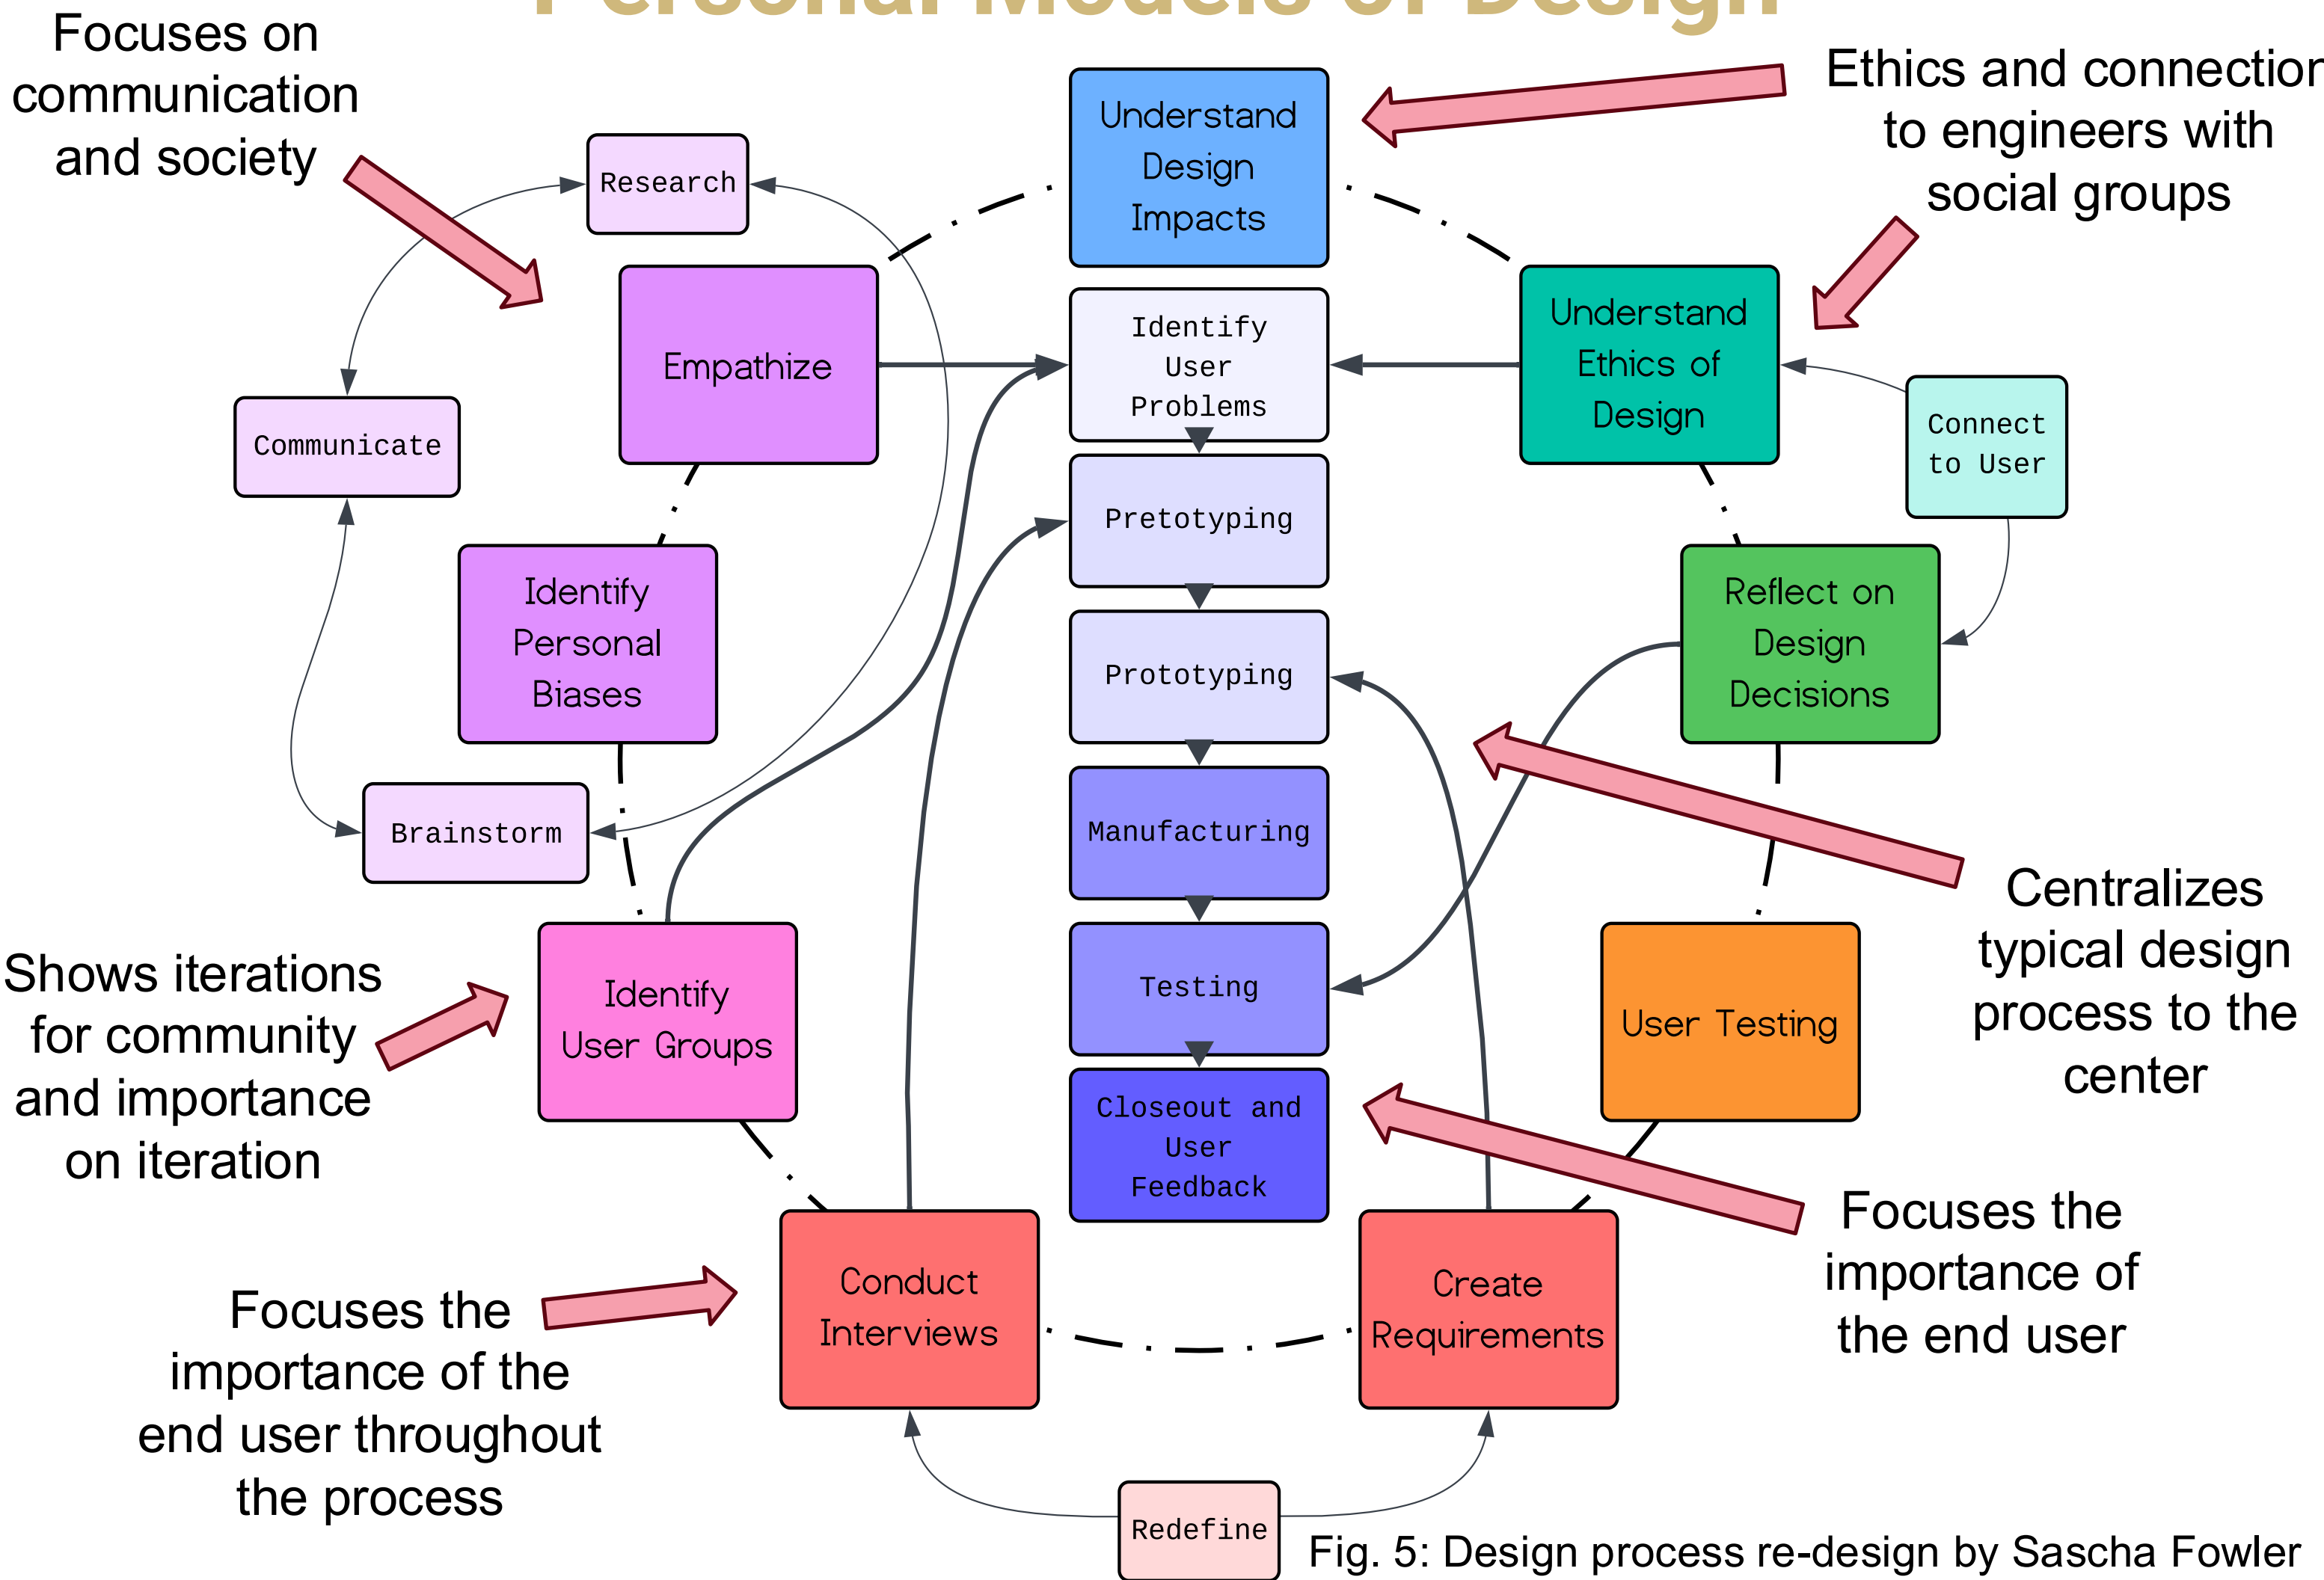 Personal Models of Design
Focuses on
communication
and society
Ethics and connection
to engineers with
social groups
Understand
Design
Impacts
Research
Empathize
Identify
User
Problems
Understand
Ethics of
Design
Connect
to User
Communicate
Pretotyping
Identify
Personal
Biases
Prototyping
Reflect on
Design
Decisions
Brainstorm
Manufacturing
Centralizes
typical design
process to the
center
Shows iterations
for community
and importance
on iteration
Identify
User Groups
Testing
User Testing
Closeout and
User
Feedback
Focuses the
importance of
the end user
Focuses the
importance of the
end user throughout
the process
Conduct
Interviews
Create
Requirements
Redefine
Fig. 5: Design process re-design by Sascha Fowler